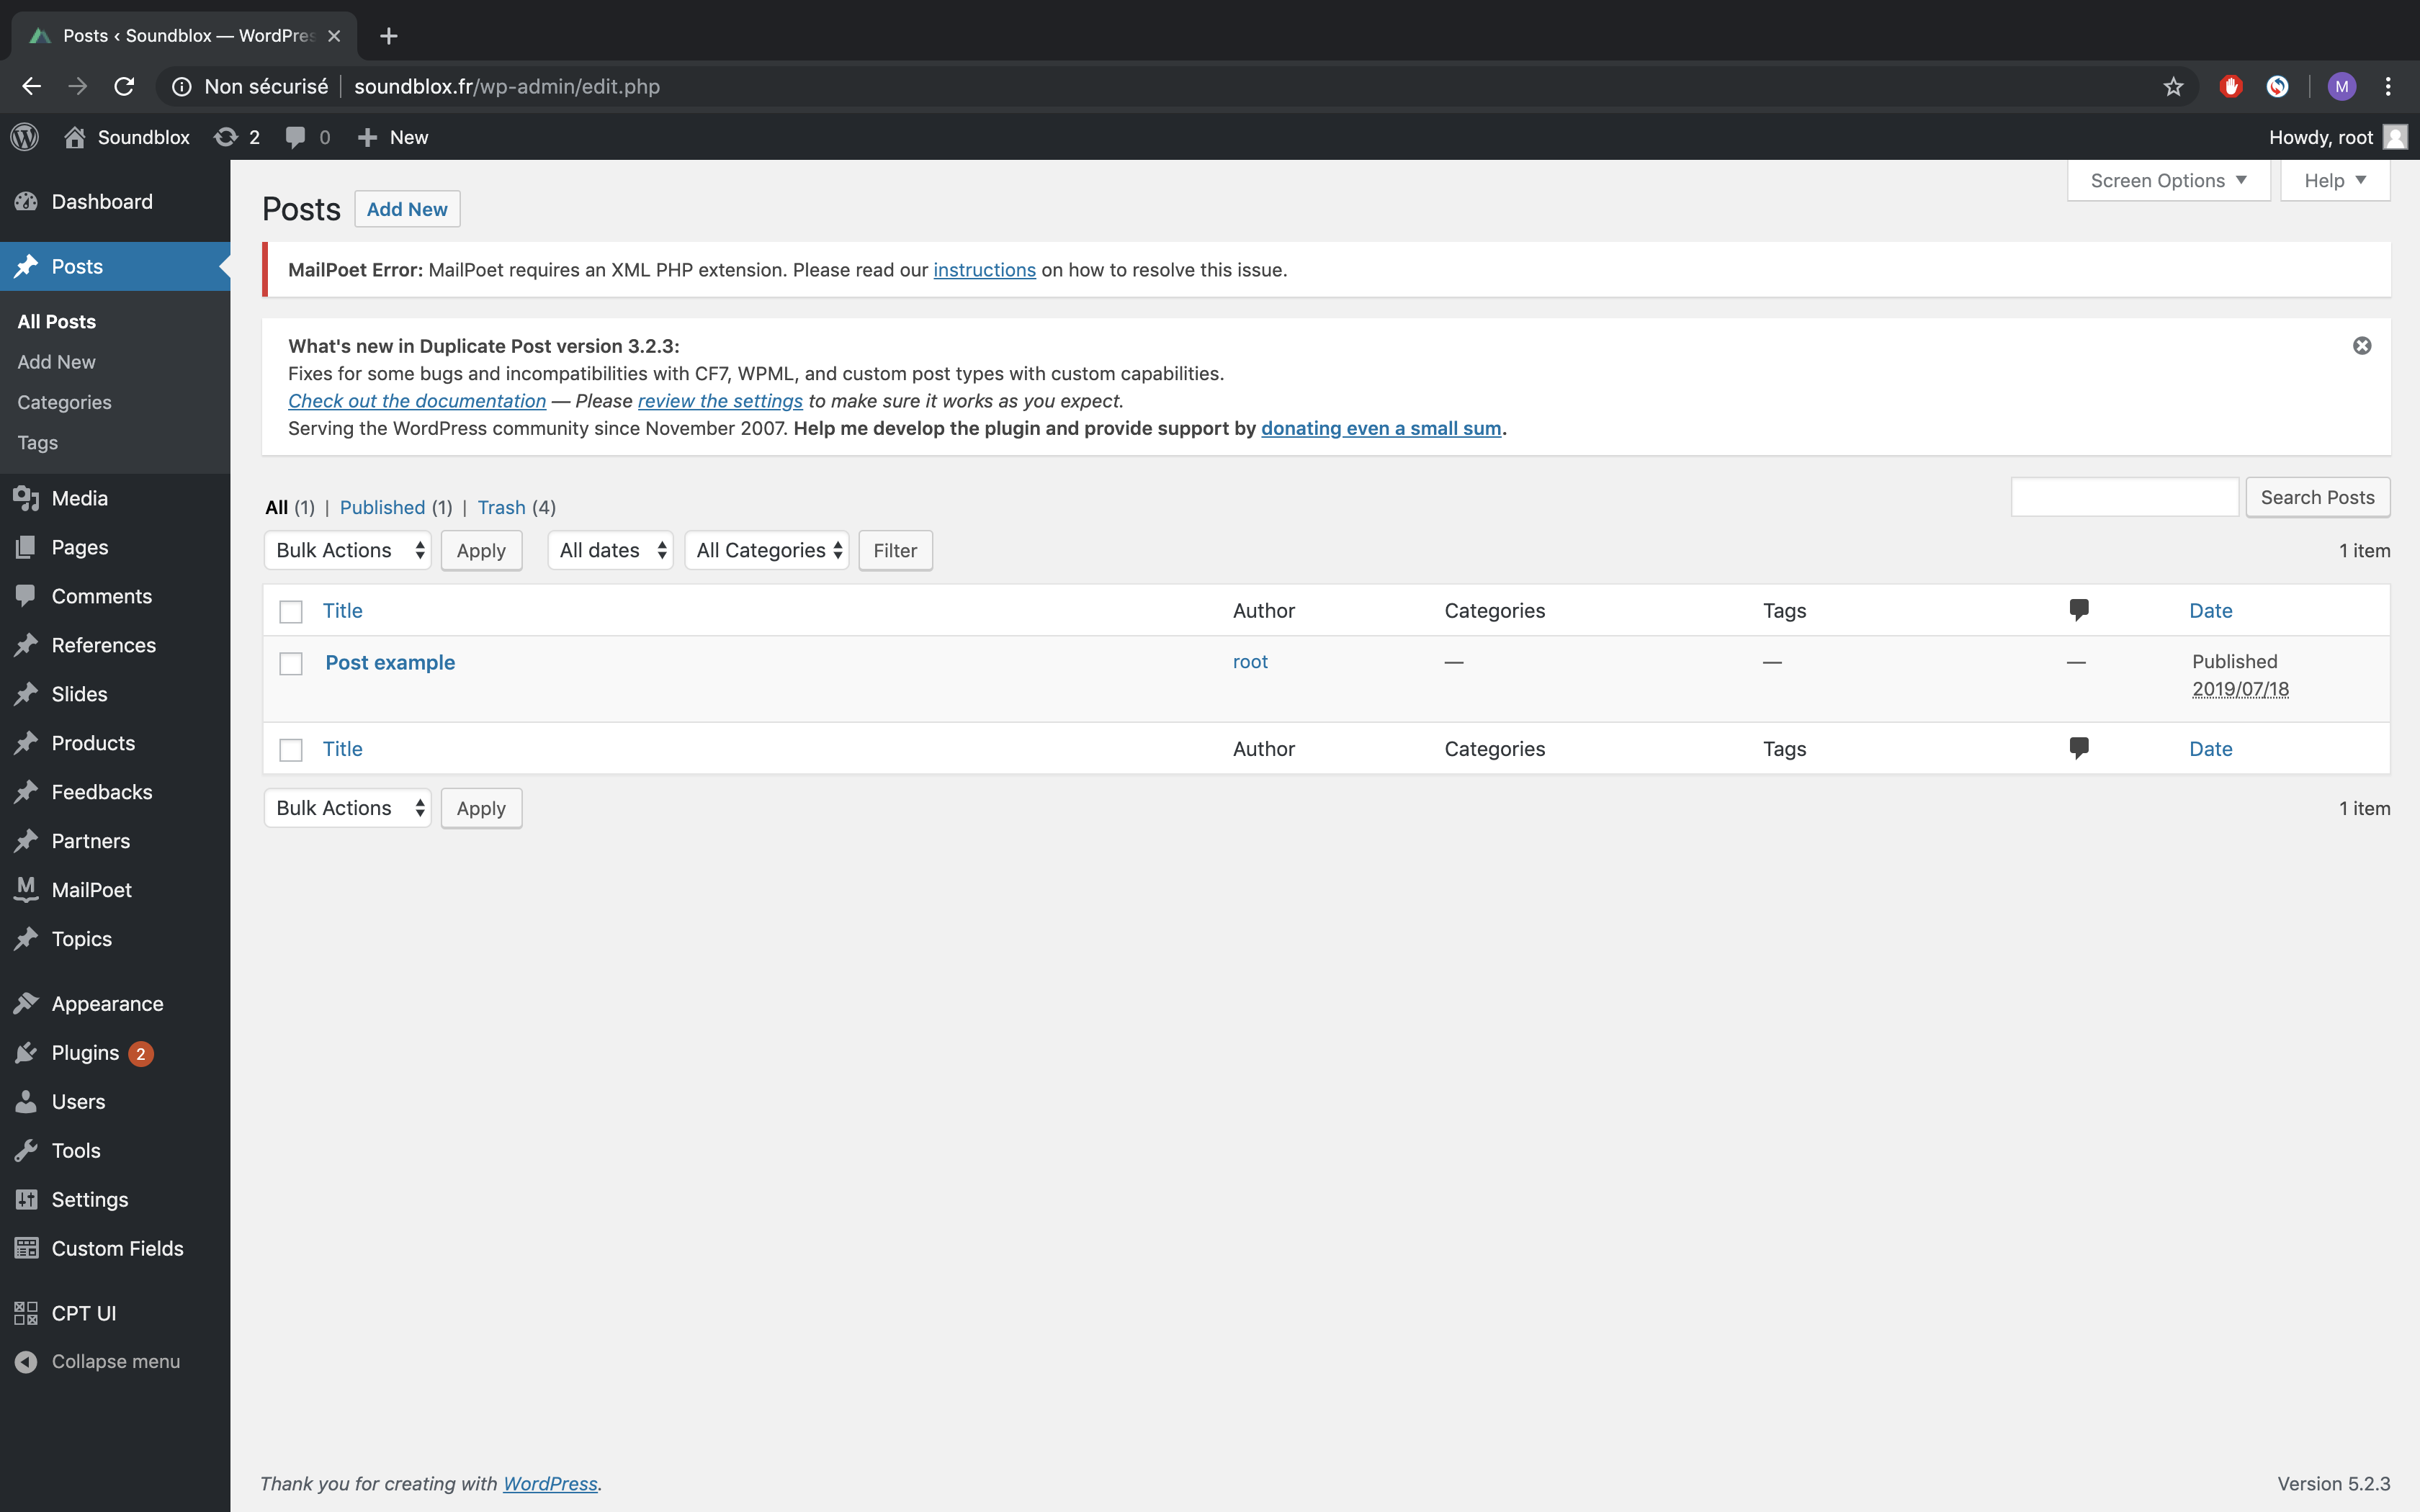 Posts ‹ Soundblox — WordPres
Non sécurisé soundblox.fr/wp-admin/edit.php
M
Soundblox 2 0 New
Howdy, root
Dashboard
Posts
All Posts
Add New
Categories
Tags
Media
Pages
Comments
References
Slides
Products
Feedbacks
Partners
MailPoet
Topics
Appearance
Plugins 2
Users
Tools
Settings
Custom Fields
CPT UI
Collapse menu
Screen Options
Help
Posts Add New
MailPoet Error: MailPoet requires an XML PHP extension. Please read our instructions on how to resolve this issue.
What's new in Duplicate Post version 3.2.3:
Fixes for some bugs and incompatibilities with CF7, WPML, and custom post types with custom capabilities.
Check out the documentation — Please review the settings to make sure it works as you expect.
Serving the WordPress community since November 2007. Help me develop the plugin and provide support by donating even a small sum.
All (1) | Published (1) | Trash (4)
Search Posts
Bulk Actions Apply All dates All Categories Filter
1 item
Title Author Categories Tags Date
Post example root — — — Published
2019/07/18
Title Author Categories Tags Date
Bulk Actions Apply
1 item
Thank you for creating with WordPress.
Version 5.2.3